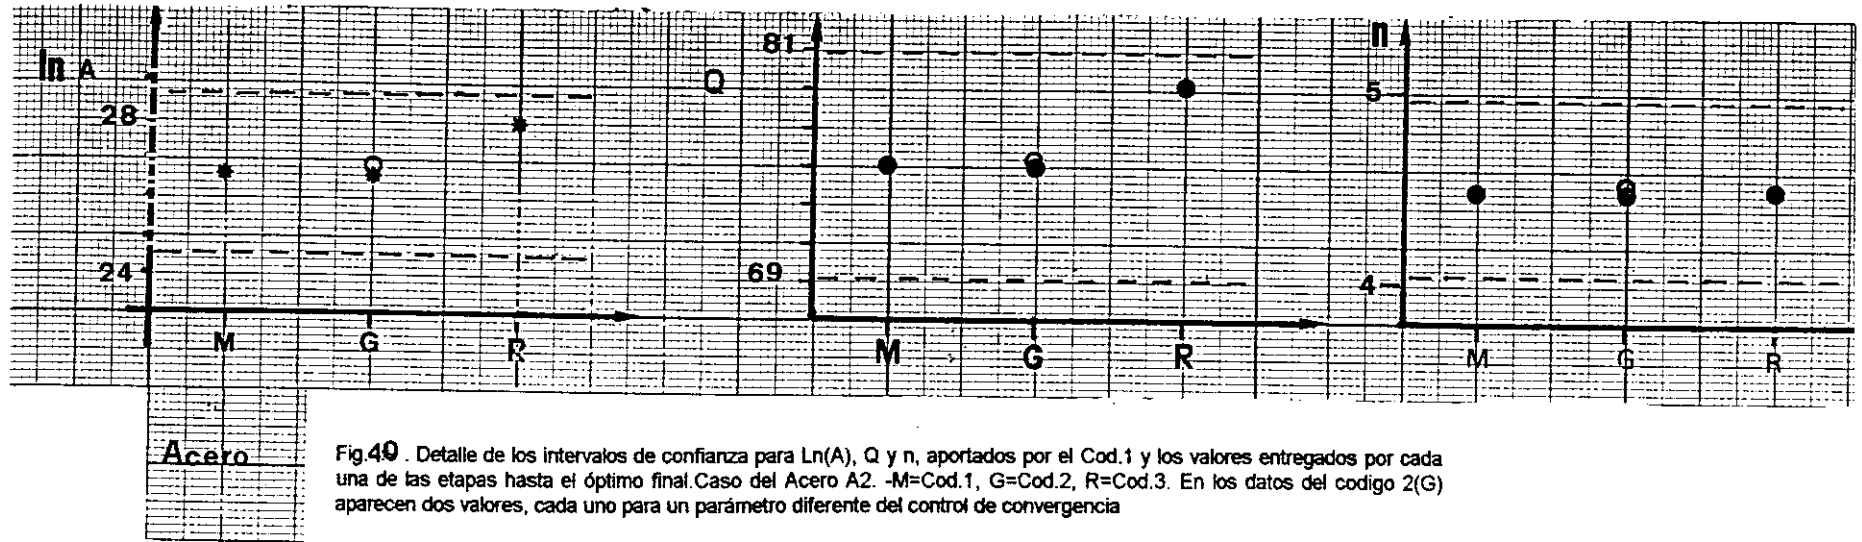 ln A
28
24
M G R
Q
81
69
M G R
n
5
4
M G R
Acero
Fig.40 . Detalle de los intervalos de confianza para Ln(A), Q y n, aportados por el Cod.1 y los valores entregados por cada
una de las etapas hasta el óptimo final.Caso del Acero A2. -M=Cod.1, G=Cod.2, R=Cod.3. En los datos del codigo 2(G)
aparecen dos valores, cada uno para un parámetro diferente del control de convergencia